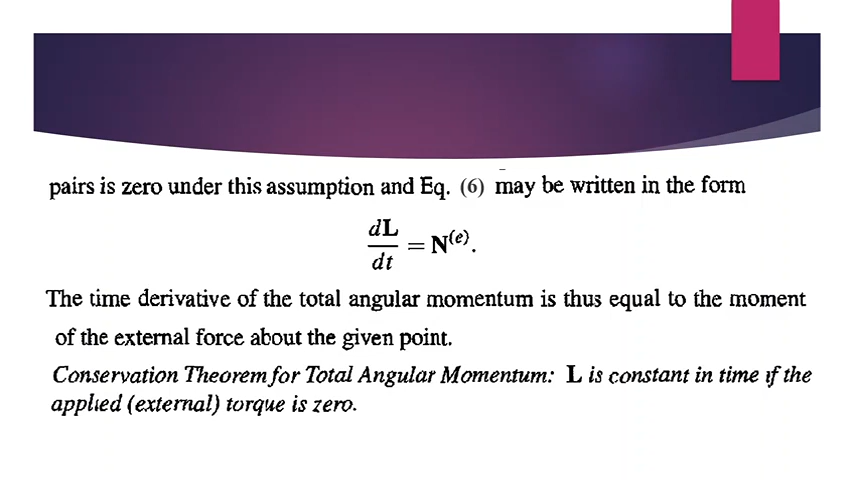 pairs is zero under this assumption and Eq. (6) may be written in the form
dL/dt = N^(e).
The time derivative of the total angular momentum is thus equal to the moment
of the external force about the given point.
Conservation Theorem for Total Angular Momentum: L is constant in time if the
applied (external) torque is zero.